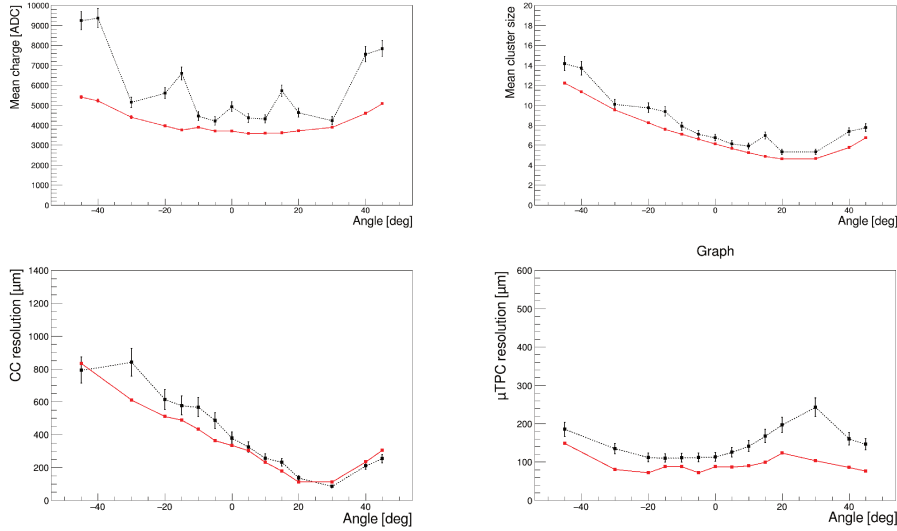 Mean charge [ADC]
10000
9000
8000
7000
6000
5000
4000
3000
2000
1000
0
−40 −20 0 20 40
Angle [deg]
Mean cluster size
20
18
16
14
12
10
8
6
4
2
0
−40 −20 0 20 40
Angle [deg]
CC resolution [μm]
1400
1200
1000
800
600
400
200
0
−40 −20 0 20 40
Angle [deg]
Graph
μTPC resolution [μm]
600
500
400
300
200
100
0
−40 −20 0 20 40
Angle [deg]